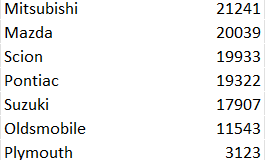 Mitsubishi 21241
Mazda 20039
Scion 19933
Pontiac 19322
Suzuki 17907
Oldsmobile 11543
Plymouth 3123